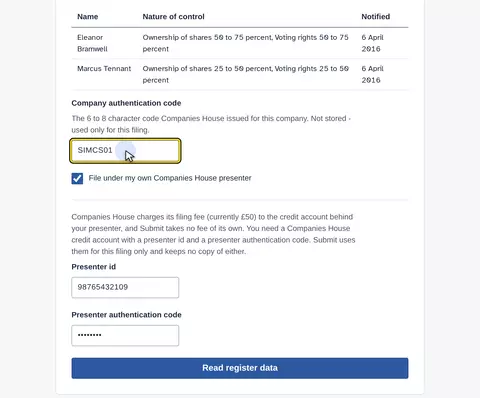 Name Nature of control Notified
Eleanor Ownership of shares 50 to 75 percent, Voting rights 50 to 75 6 April
Bramwell percent 2016
Marcus Tennant Ownership of shares 25 to 50 percent, Voting rights 25 to 50 6 April
percent 2016
Company authentication code
The 6 to 8 character code Companies House issued for this company. Not stored -
used only for this filing.
SIMCS01
File under my own Companies House presenter
Companies House charges its filing fee (currently £50) to the credit account behind
your presenter, and Submit takes no fee of its own. You need a Companies House
credit account with a presenter id and a presenter authentication code. Submit uses
them for this filing only and keeps no copy of either.
Presenter id
98765432109
Presenter authentication code
••••••••
Read register data